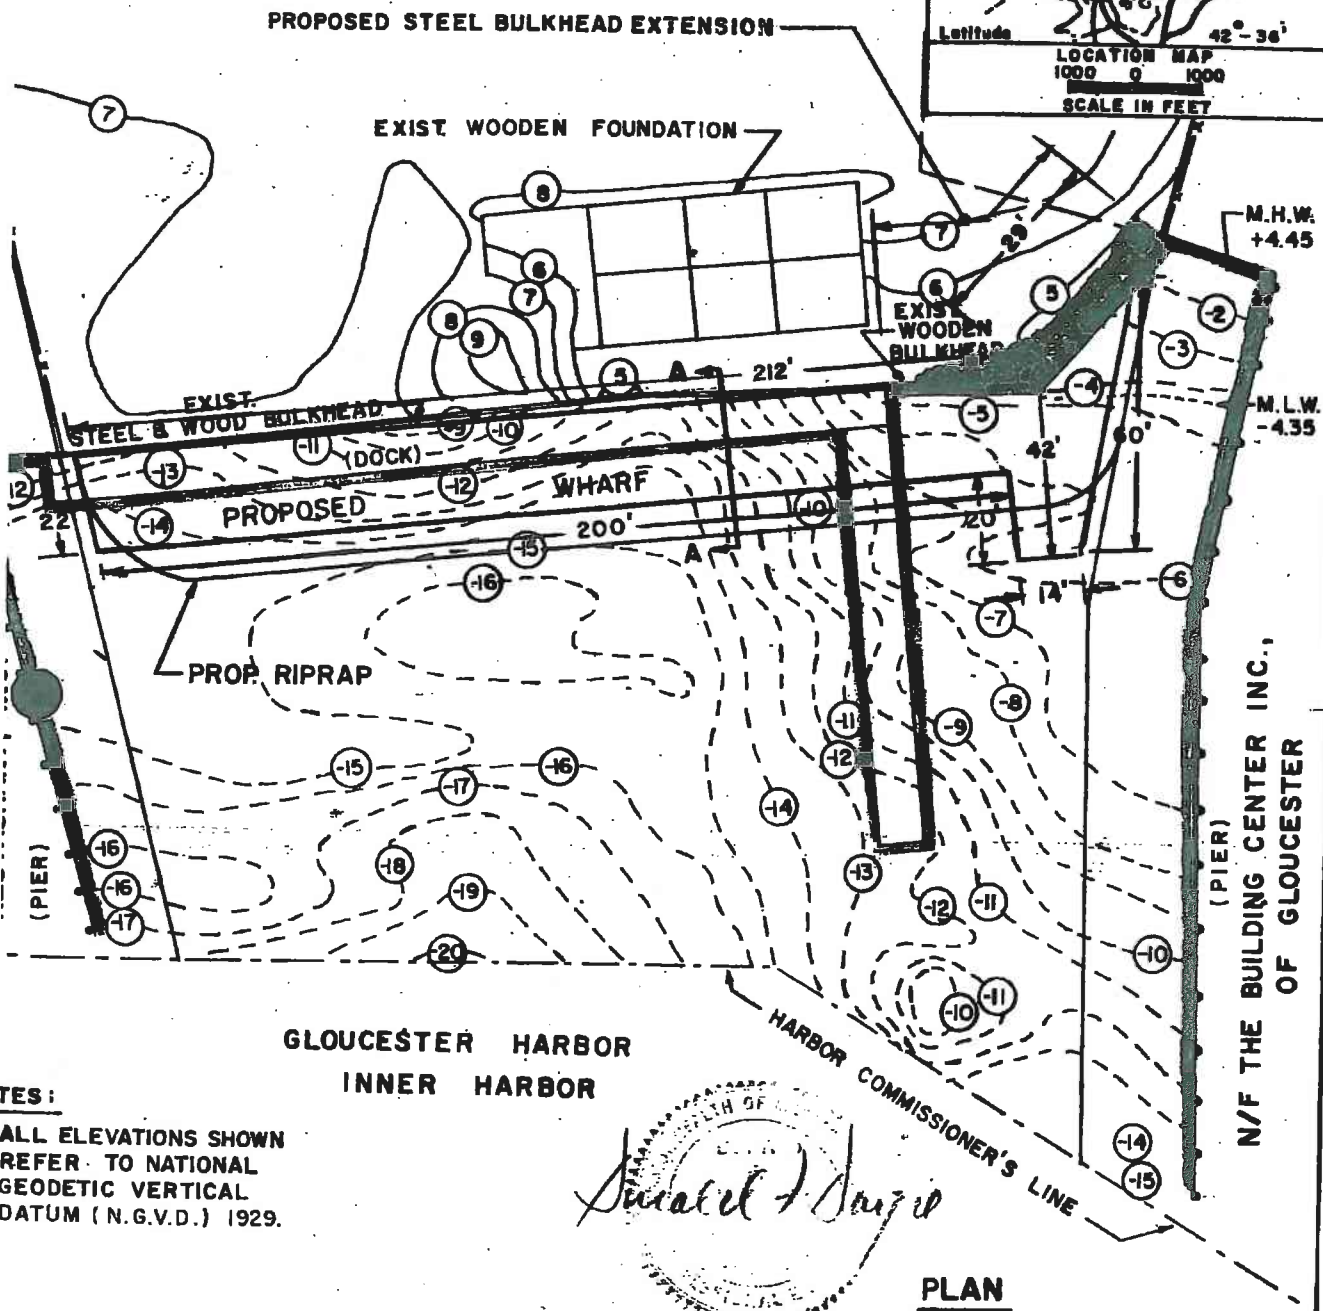 PROPOSED STEEL BULKHEAD EXTENSION
Latitude 42°-36'
LOCATION MAP
1000 0 1000
SCALE IN FEET
7
EXIST. WOODEN FOUNDATION
8
7
29'
M.H.W.
+4.45
6
7
6
5
-2
8
9
EXIST.
WOODEN
BULKHEAD
-3
5
A
212'
-4
EXIST.
STEEL & WOOD BULKHEAD
-9
-10
-5
M.L.W.
-4.35
-11
(DOCK)
42'
60'
12
-13
-12
WHARF
-10
22'
-14
PROPOSED
200'
20'
-15
A
-16
14'
-6
-7
PROP. RIPRAP
-8
-11
-9
-15
-16
-12
-17
-14
-16
-18
-13
-16
-19
-12
-11
-17
(PIER)
-20
-10
-11
-10
(PIER)
N/F THE BUILDING CENTER INC.,
OF GLOUCESTER
GLOUCESTER HARBOR
INNER HARBOR
HARBOR COMMISSIONER'S LINE
-14
-15
TES:
ALL ELEVATIONS SHOWN
REFER TO NATIONAL
GEODETIC VERTICAL
DATUM (N.G.V.D.) 1929.
PLAN